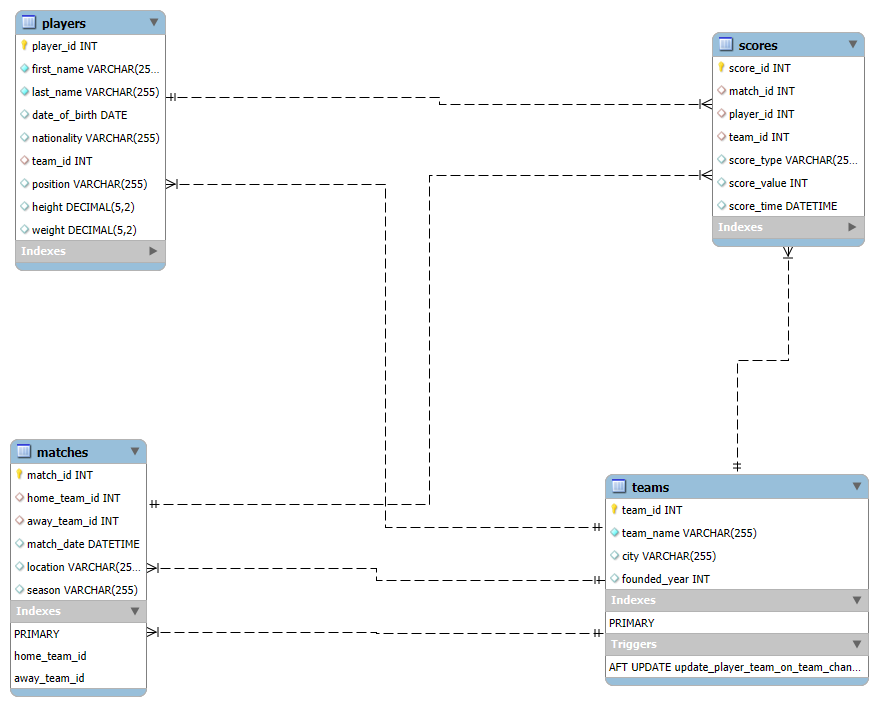 players
player_id INT
first_name VARCHAR(25...
last_name VARCHAR(255)
date_of_birth DATE
nationality VARCHAR(255)
team_id INT
position VARCHAR(255)
height DECIMAL(5,2)
weight DECIMAL(5,2)
Indexes
scores
score_id INT
match_id INT
player_id INT
team_id INT
score_type VARCHAR(25...
score_value INT
score_time DATETIME
Indexes
matches
match_id INT
home_team_id INT
away_team_id INT
match_date DATETIME
location VARCHAR(25...
season VARCHAR(255)
Indexes
PRIMARY
home_team_id
away_team_id
teams
team_id INT
team_name VARCHAR(255)
city VARCHAR(255)
founded_year INT
Indexes
PRIMARY
Triggers
AFT UPDATE update_player_team_on_team_chan...